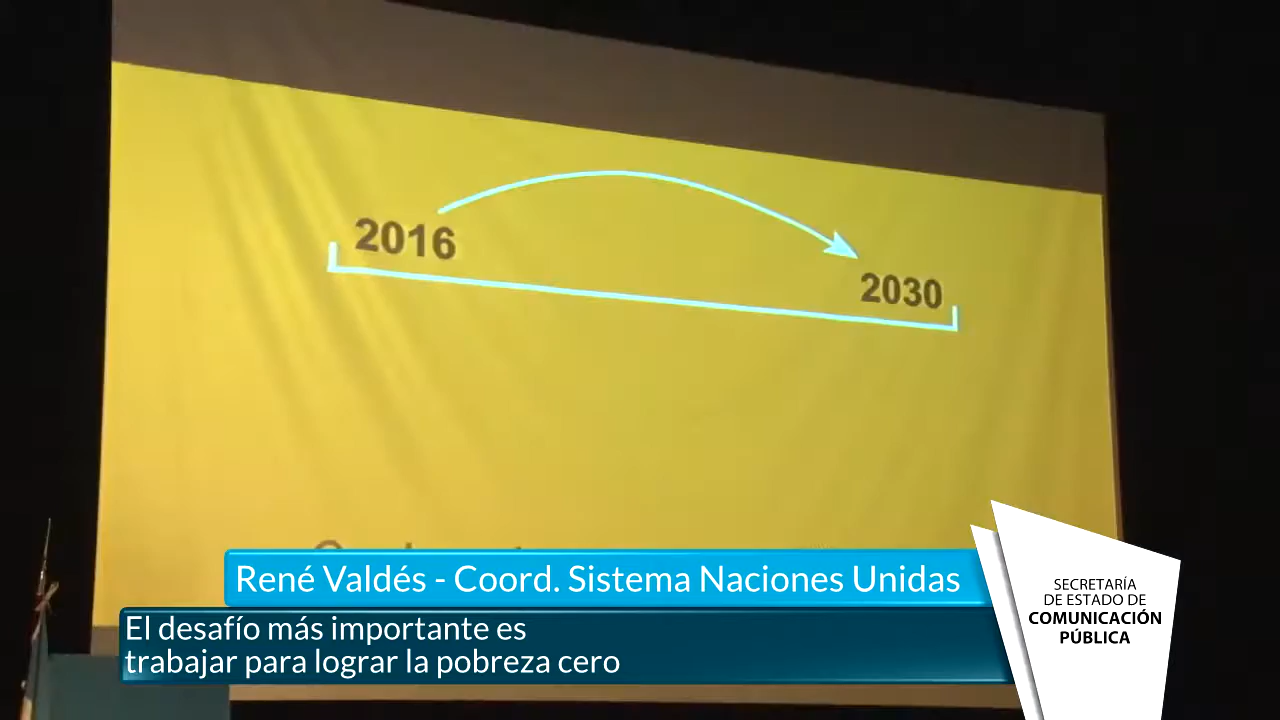 2016
2030
René Valdés - Coord. Sistema Naciones Unidas
El desafío más importante es
trabajar para lograr la pobreza cero
SECRETARÍA
DE ESTADO DE
COMUNICACIÓN
PÚBLICA